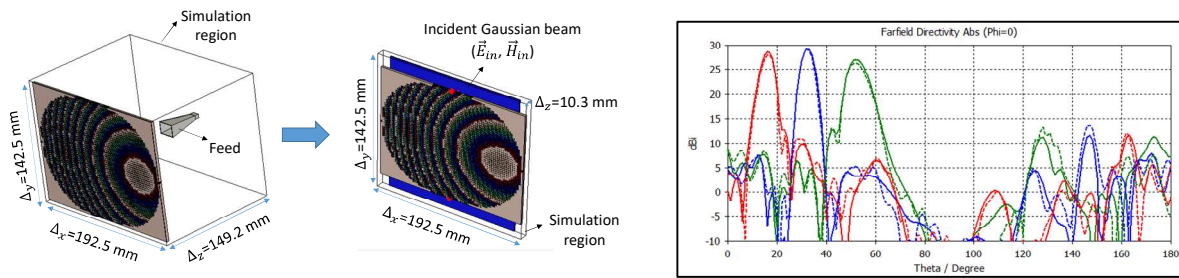 Simulation
region
Feed
Δy=142.5 mm
Δx=192.5 mm
Δz=149.2 mm
Incident Gaussian beam
(E⃗in, H⃗in)
Δz=10.3 mm
Δy=142.5 mm
Δx=192.5 mm
Simulation
region
Farfield Directivity Abs (Phi=0)
dBi
30
25
20
15
10
5
0
-5
-10
0 20 40 60 80 100 120 140 160 180
Theta / Degree